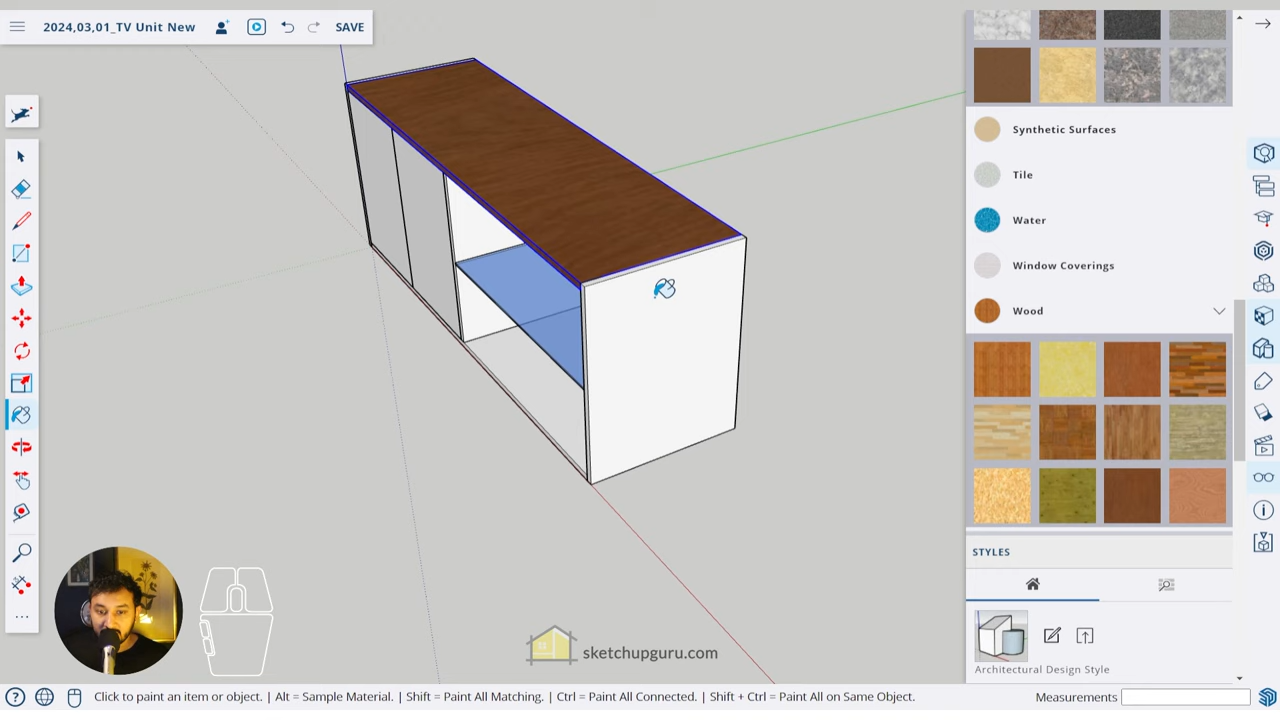 2024,03,01_TV Unit New
SAVE
Synthetic Surfaces
Tile
Water
Window Coverings
Wood
STYLES
Architectural Design Style
sketchupguru.com
Click to paint an item or object. | Alt = Sample Material. | Shift = Paint All Matching. | Ctrl = Paint All Connected. | Shift + Ctrl = Paint All on Same Object.
Measurements